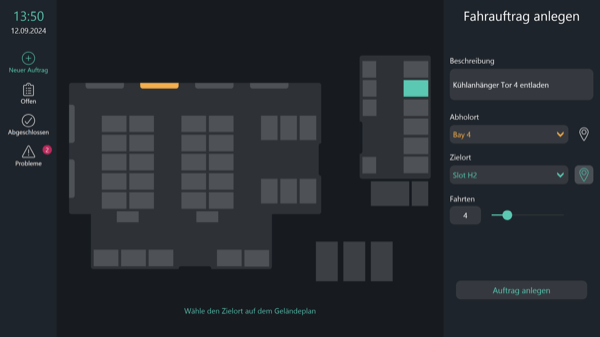 13:50
12.09.2024
Neuer Auftrag
Offen
Abgeschlossen
2
Probleme
Wähle den Zielort auf dem Geländeplan
Fahrauftrag anlegen
Beschreibung
Kühlanhänger Tor 4 entladen
Abholort
Bay 4
Zielort
Slot H2
Fahrten
4
Auftrag anlegen